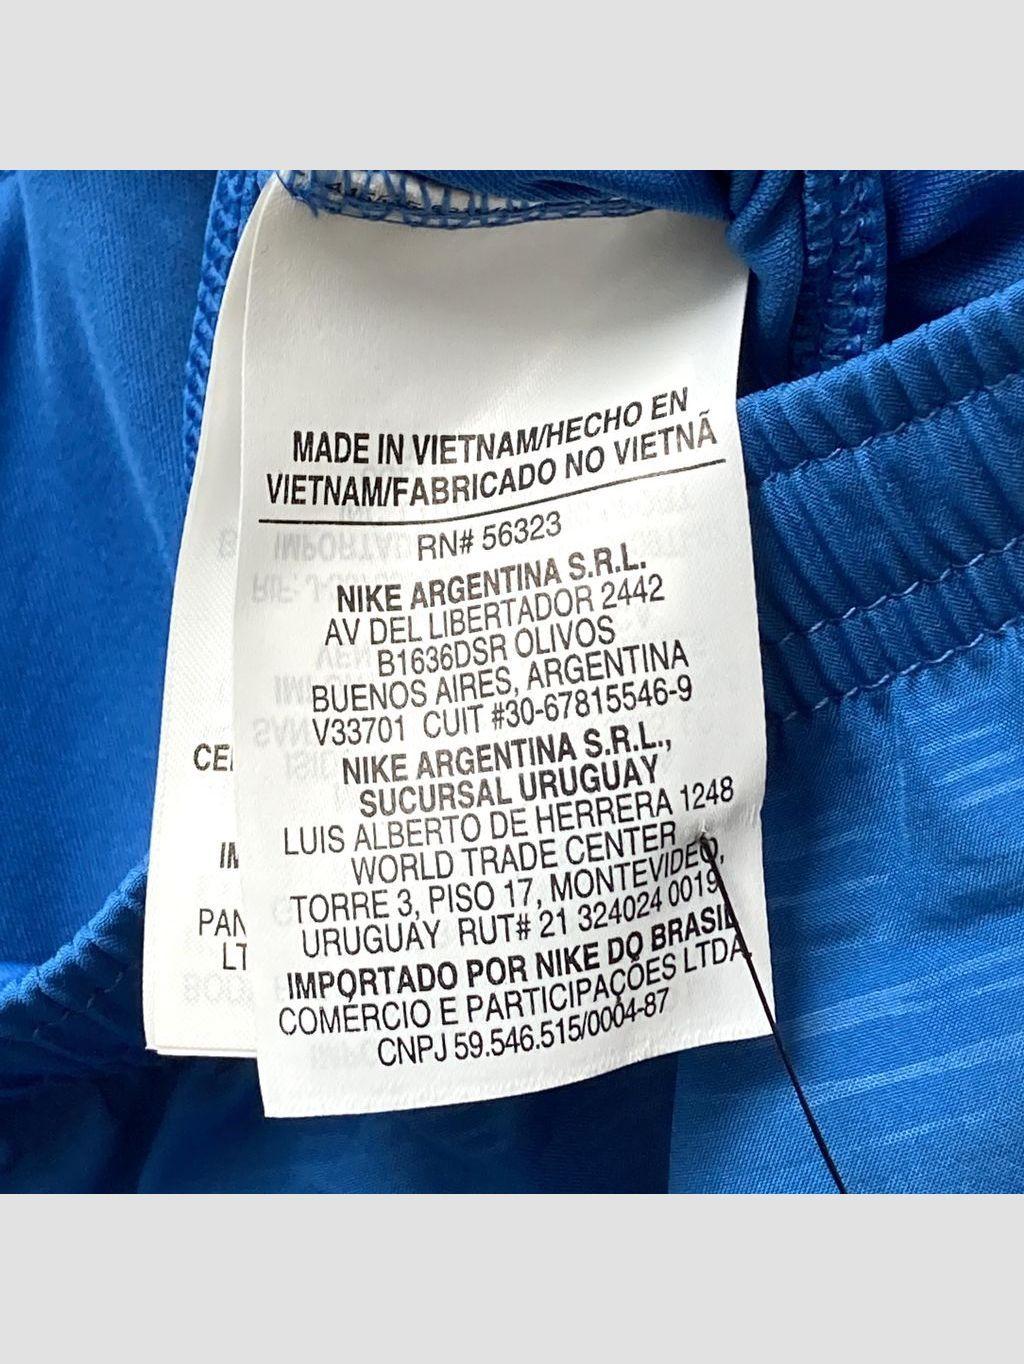 MADE IN VIETNAM/HECHO EN
VIETNAM/FABRICADO NO VIETNÃ
RN# 56323
NIKE ARGENTINA S.R.L.
AV DEL LIBERTADOR 2442
B1636DSR OLIVOS
BUENOS AIRES, ARGENTINA
V33701 CUIT #30-67815546-9
NIKE ARGENTINA S.R.L.,
SUCURSAL URUGUAY
LUIS ALBERTO DE HERRERA 1248
WORLD TRADE CENTER
TORRE 3, PISO 17, MONTEVIDEO,
URUGUAY RUT# 21 324024 0019
IMPORTADO POR NIKE DO BRASIL
COMÉRCIO E PARTICIPAÇÕES LTDA.
CNPJ 59.546.515/0004-87